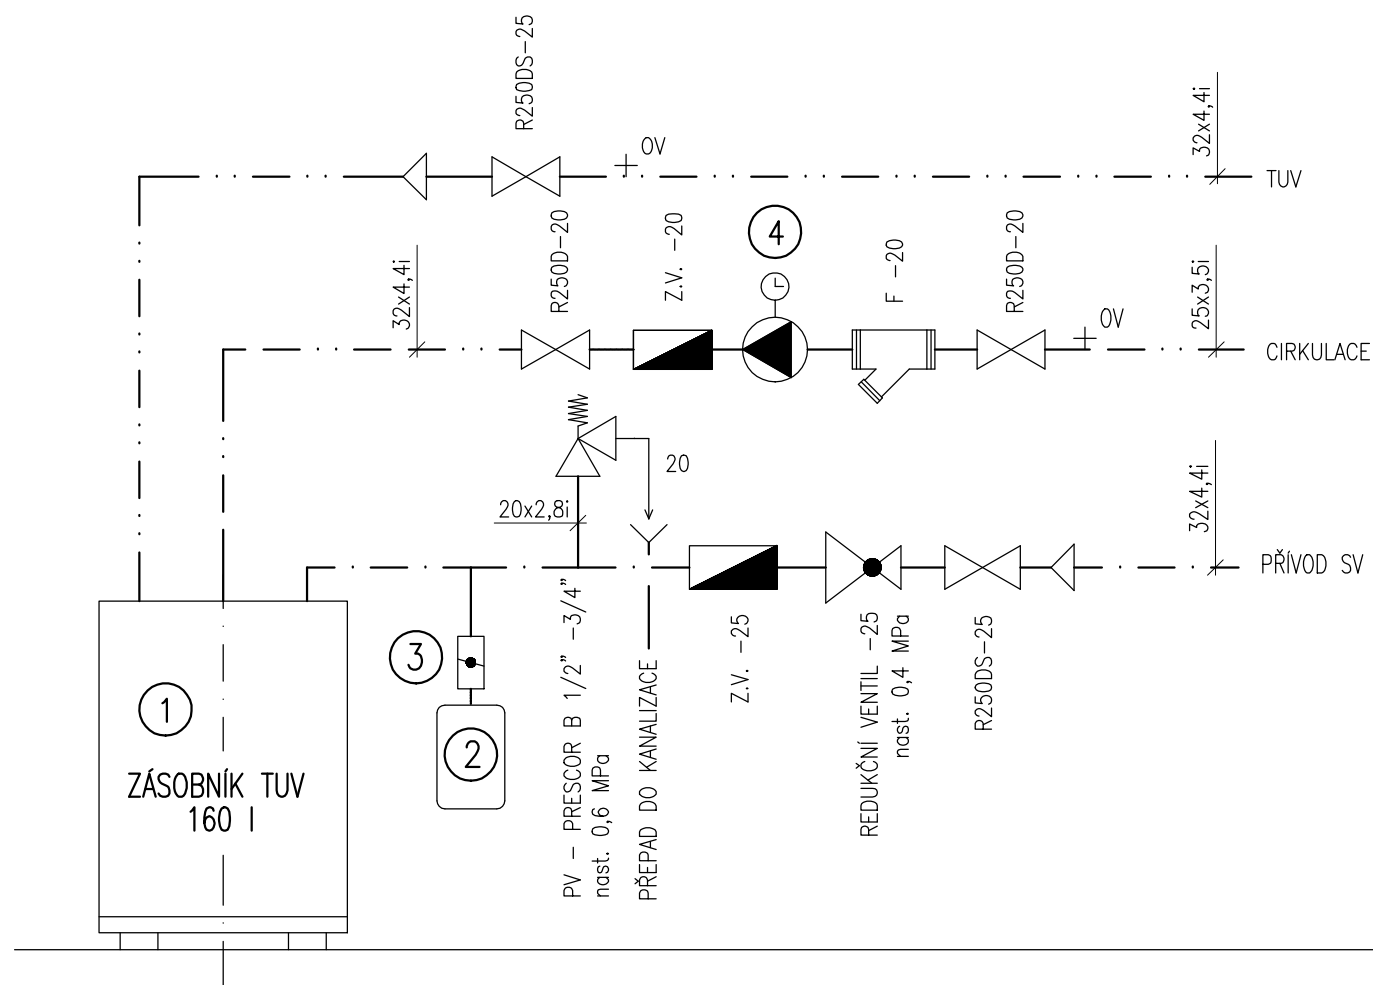 R250DS-25
OV
32x4,4i
TUV
R250D-20
Z.V. -20
4
F -20
R250D-20
32x4,4i
OV
25x3,5i
CIRKULACE
20
20x2,8i
32x4,4i
PŘÍVOD SV
3
1
2
ZÁSOBNÍK TUV
160 l
PV - PRESCOR B 1/2" -3/4"
nast. 0,6 MPa
PŘEPAD DO KANALIZACE
Z.V. -25
REDUKČNÍ VENTIL -25
nast. 0,4 MPa
R250DS-25